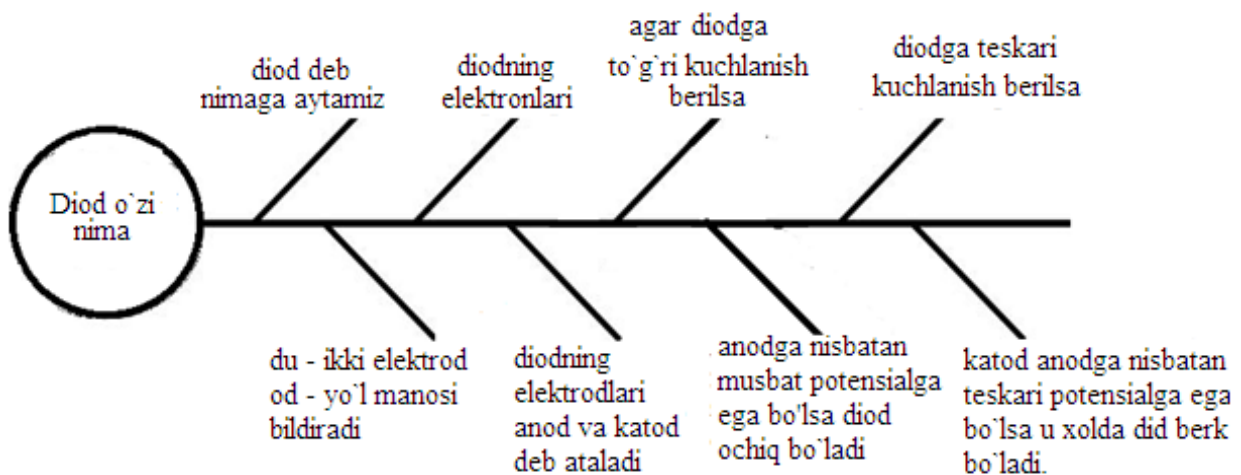 Diod o`zi
nima
diod deb
nimaga aytamiz
diodning
elektronlari
agar diodga
to`g`ri kuchlanish
berilsa
diodga teskari
kuchlanish berilsa
du - ikki elektrod
od - yo`l manosi
bildiradi
diodning
elektrodlari
anod va katod
deb ataladi
anodga nisbatan
musbat potensialga
ega bo'lsa diod
ochiq bo`ladi
katod anodga nisbatan
teskari potensialga ega
bo`lsa u xolda did berk
bo`ladi.